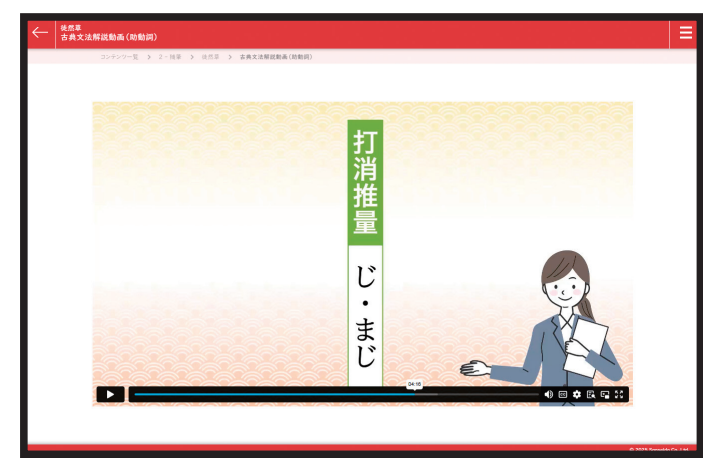 徒然草
古典文法解説動画(助動詞)
コンテンツ一覧 > 2-随筆 > 徒然草 > 古典文法解説動画(助動詞)
打消推量
じ・まじ
04:16